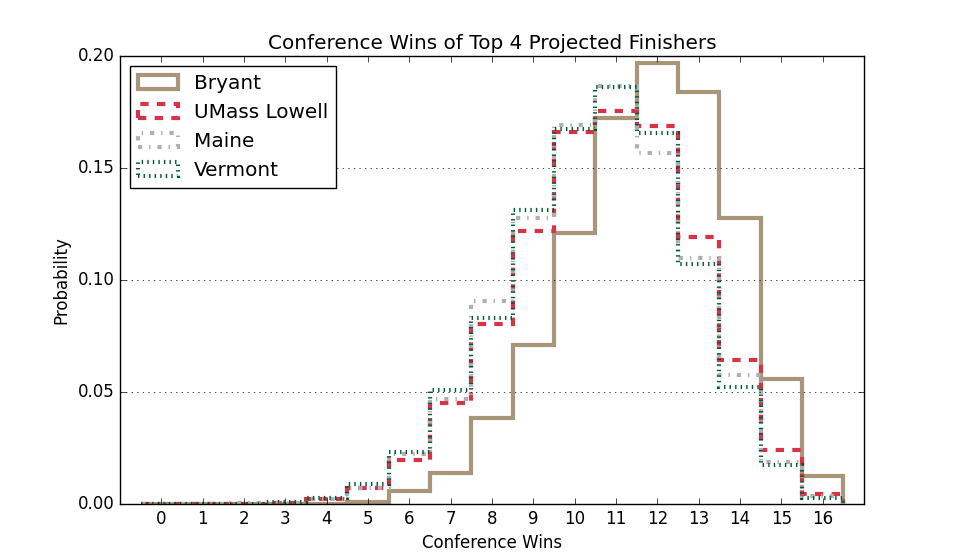 Conference Wins of Top 4 Projected Finishers
0.20
Bryant
UMass Lowell
Maine
Vermont
0.15
0.10
0.05
0.00
Probability
0 1 2 3 4 5 6 7 8 9 10 11 12 13 14 15 16
Conference Wins